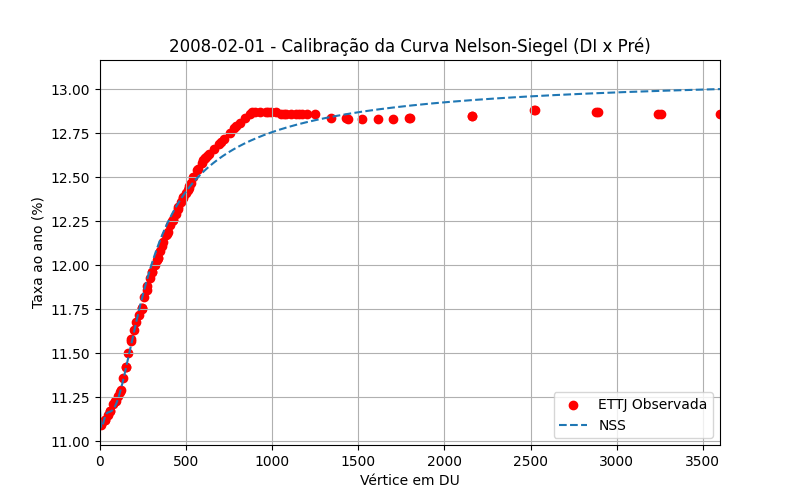 2008-02-01 - Calibração da Curva Nelson-Siegel (DI x Pré)
Taxa ao ano (%)
13.00
12.75
12.50
12.25
12.00
11.75
11.50
11.25
11.00
0 500 1000 1500 2000 2500 3000 3500
Vértice em DU
ETTJ Observada
NSS